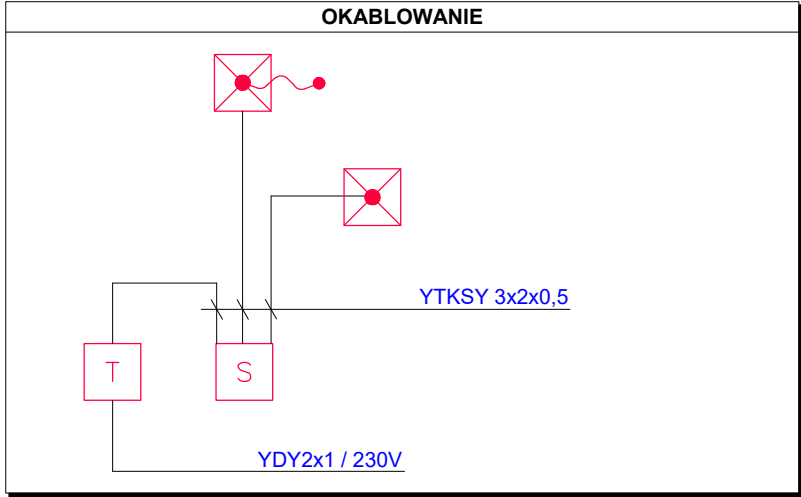 OKABLOWANIE
YTKSY 3x2x0,5
T
S
YDY2x1 / 230V